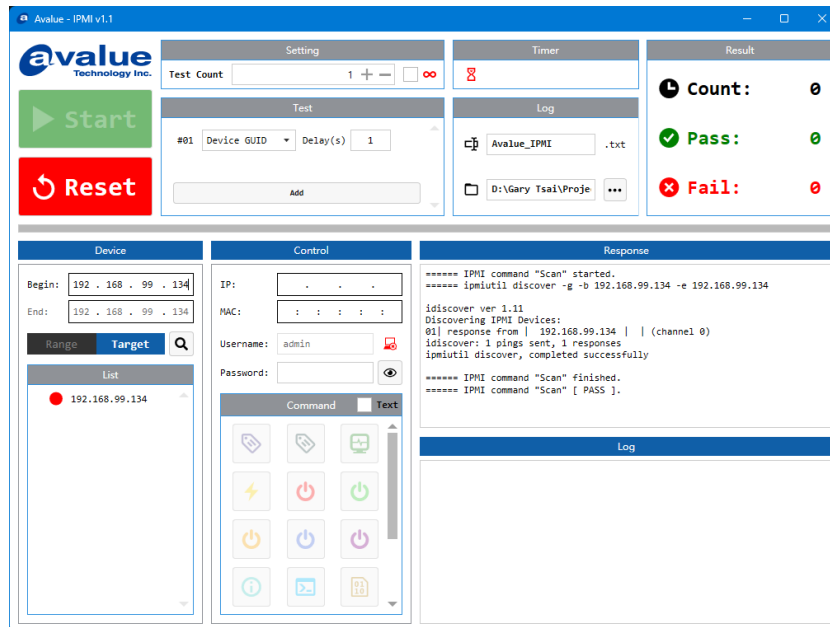 Avalue - IPMI v1.1
avalue
Technology Inc.
Start
Reset
Setting
Test Count 1
Test
#01 Device GUID Delay(s) 1
Add
Timer
Log
Avalue_IPMI .txt
D:\Gary Tsai\Proje ...
Result
Count: 0
Pass: 0
Fail: 0
Device
Begin: 192 . 168 . 99 . 134
End: 192 . 168 . 99 . 134
Range Target
List
192.168.99.134
Control
IP: . . .
MAC: : : : : :
Username: admin
Password:
Command Text
Response
====== IPMI command "Scan" started.
====== ipmiutil discover -g -b 192.168.99.134 -e 192.168.99.134
idiscover ver 1.11
Discovering IPMI Devices:
01| response from | 192.168.99.134 | | (channel 0)
idiscover: 1 pings sent, 1 responses
ipmiutil discover, completed successfully
====== IPMI command "Scan" finished.
====== IPMI command "Scan" [ PASS ].
Log